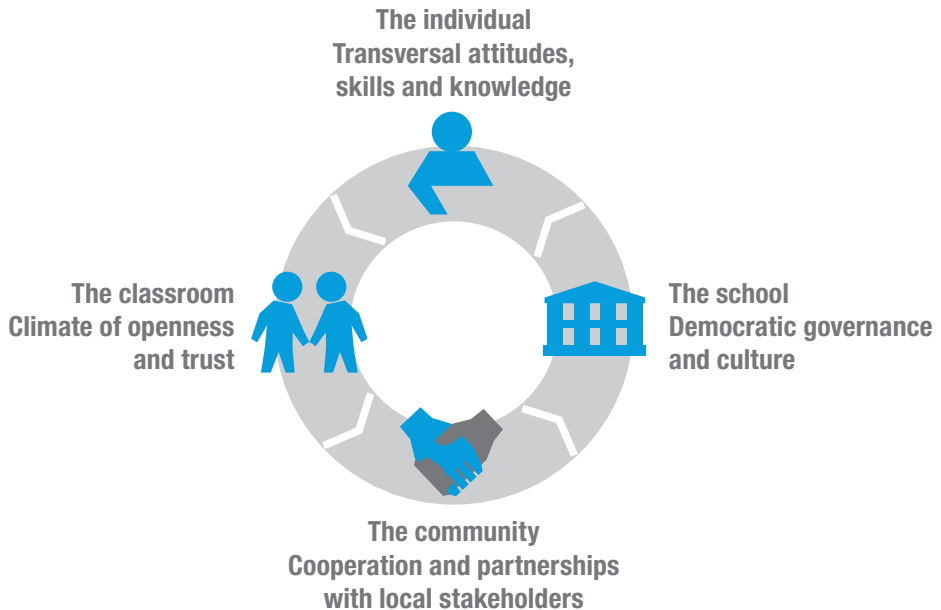 The individual
Transversal attitudes,
skills and knowledge
The classroom
Climate of openness
and trust
The school
Democratic governance
and culture
The community
Cooperation and partnerships
with local stakeholders